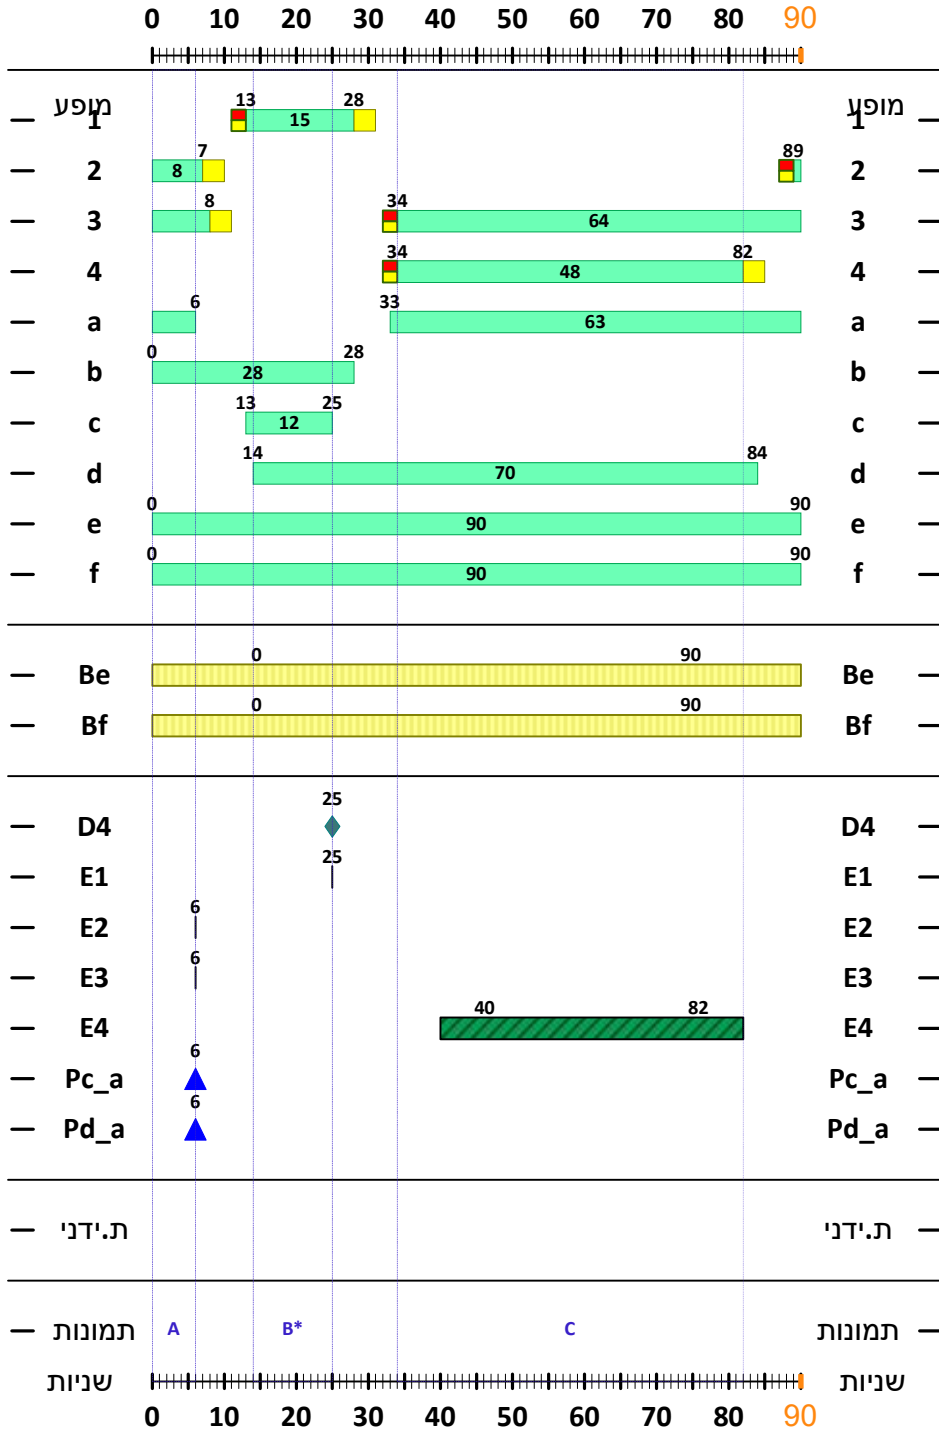 0 10 20 30 40 50 60 70 80 90
מופע מופע
13 28
1 15 1
7 89
2 8 2
8 34
3 64 3
34 82
4 48 4
6 33
a 63 a
0 28
b 28 b
13 25
c 12 c
14 84
d 70 d
0 90
e 90 e
0 90
f 90 f
0 90
Be Be
0 90
Bf Bf
25
D4 D4
25
E1 E1
6
E2 E2
6
E3 E3
40 82
E4 E4
6
Pc_a Pc_a
6
Pd_a Pd_a
ת.ידני ת.ידני
תמונות A B* C תמונות
שניות שניות
0 10 20 30 40 50 60 70 80 90